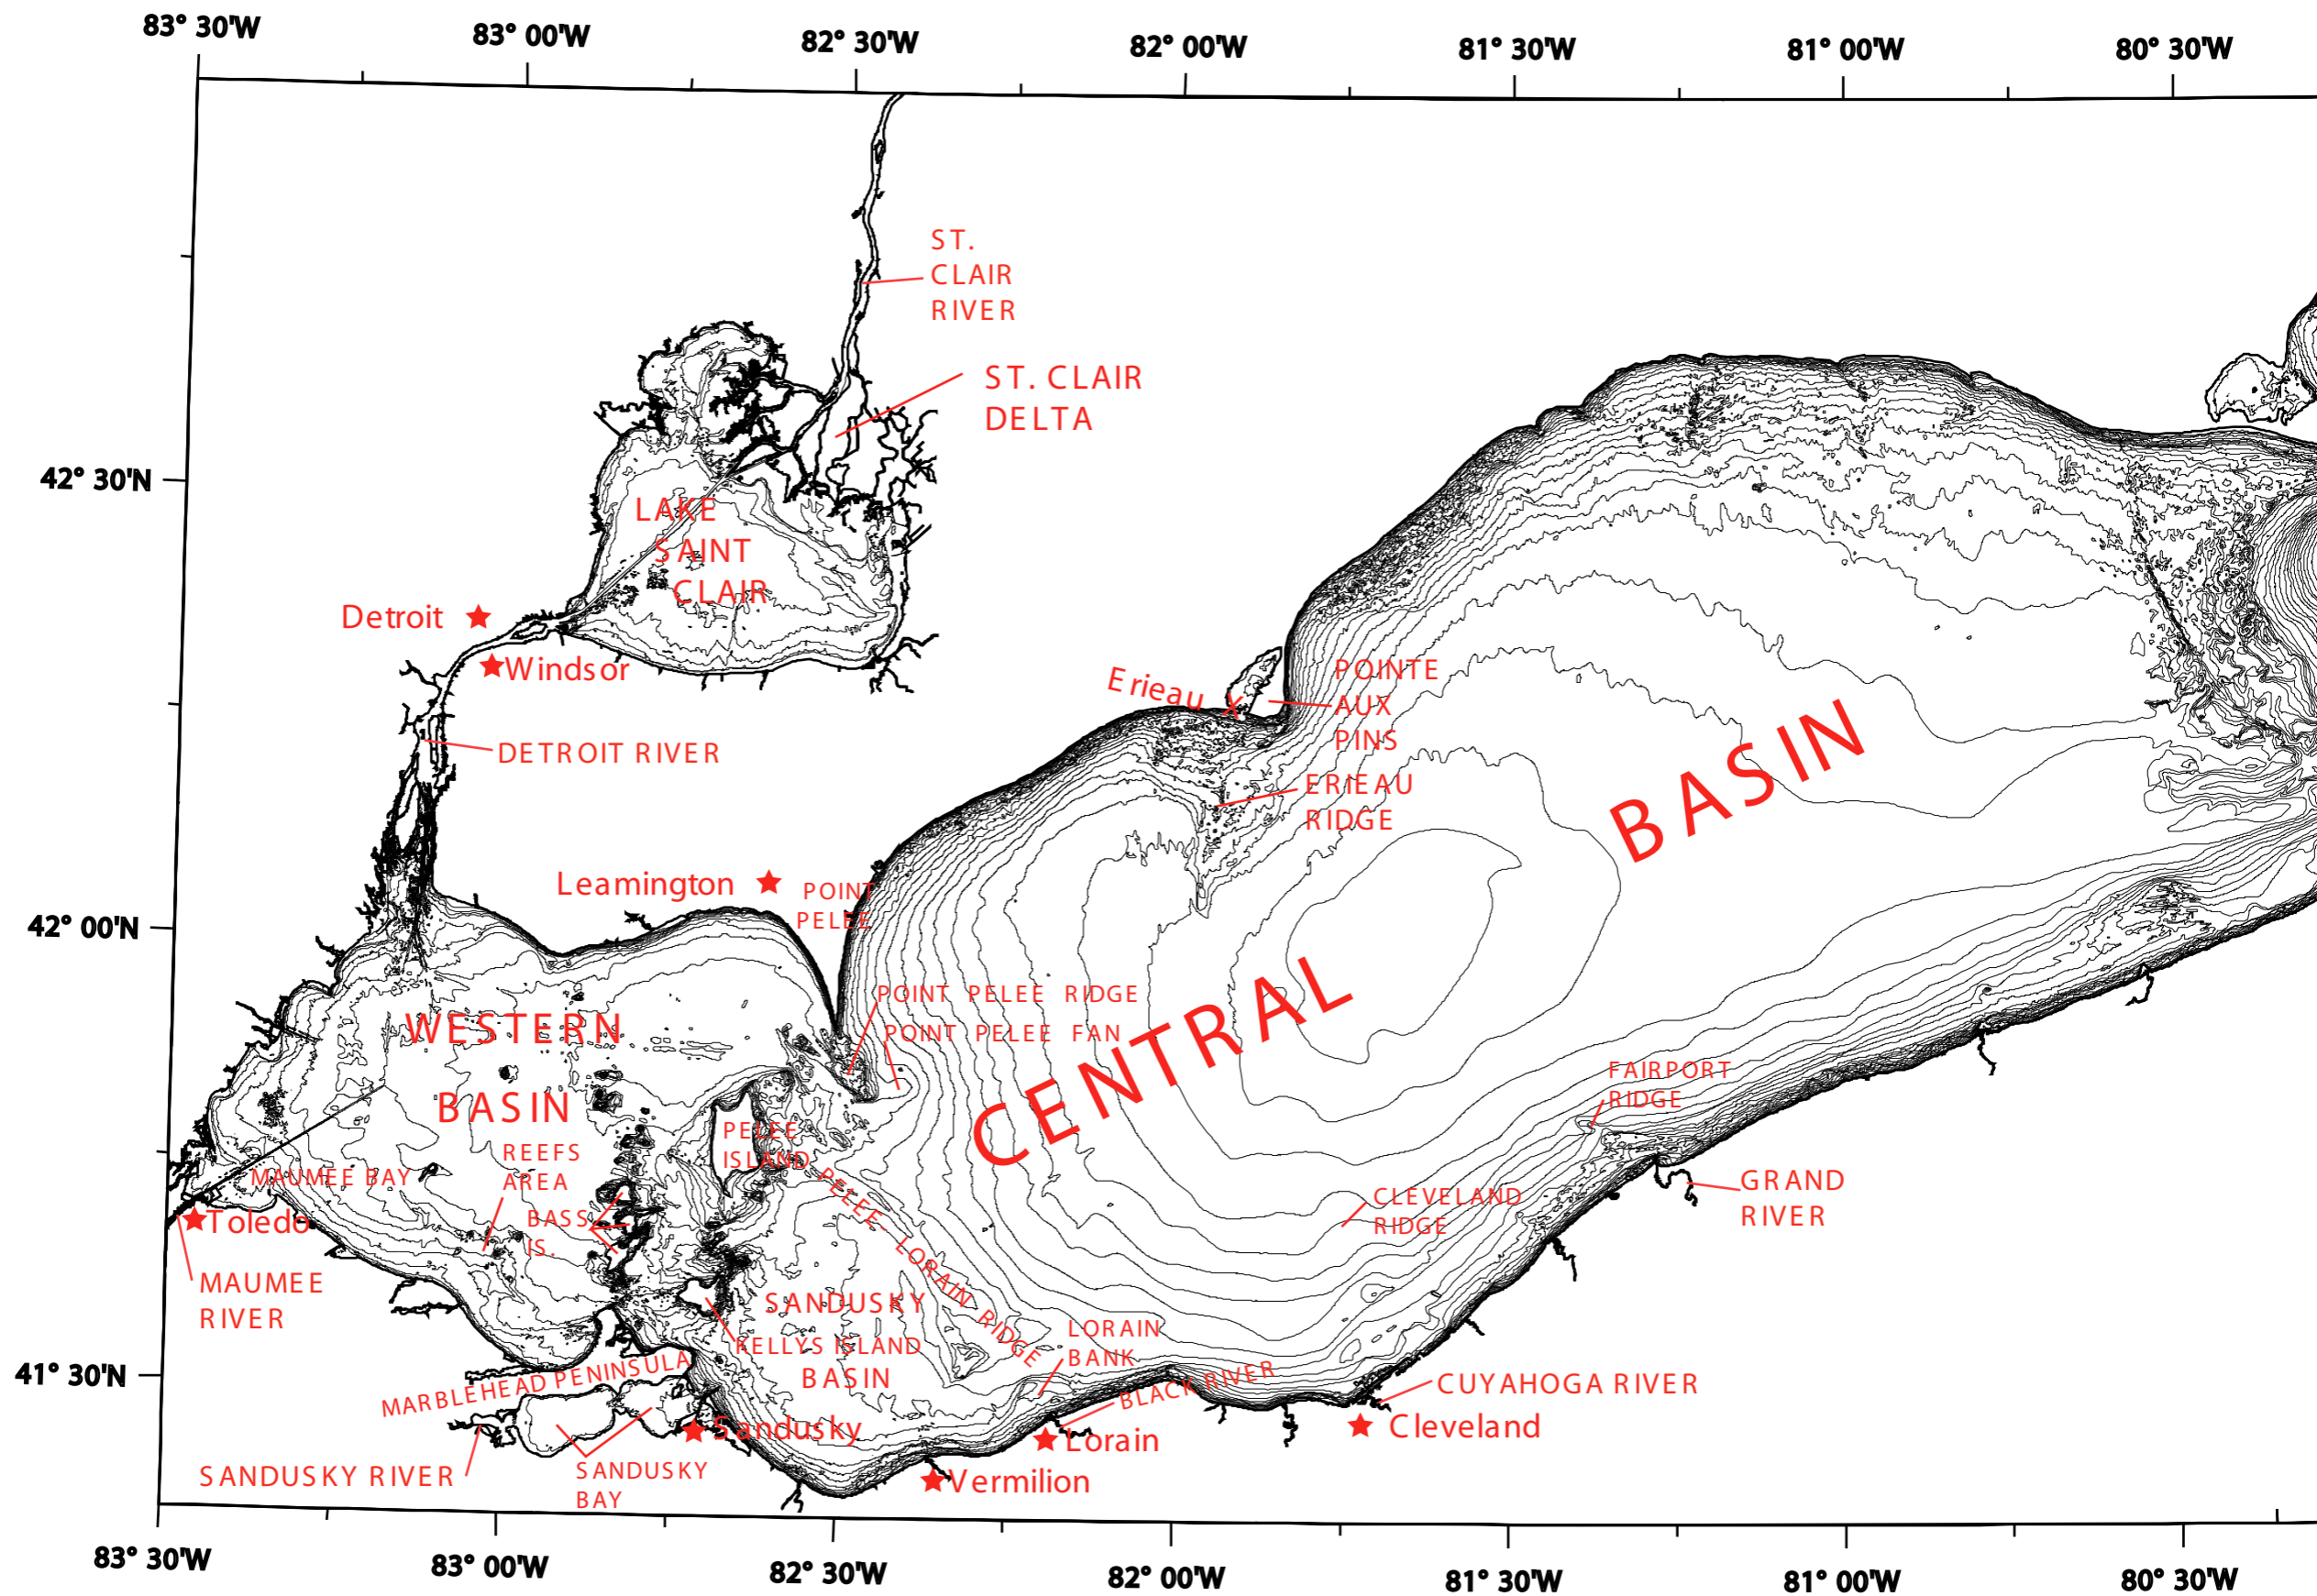 83° 30'W
83° 00'W
82° 30'W
82° 00'W
81° 30'W
81° 00'W
80° 30'W
ST.
CLAIR
RIVER
ST. CLAIR
DELTA
42° 30'N
LAKE
SAINT
CLAIR
Detroit
Windsor
DETROIT RIVER
Erieau X
POINTE
AUX
PINS
ERIEAU
RIDGE
BASIN
Leamington
POINT
PELEE
42° 00'N
POINT PELEE RIDGE
POINT PELEE FAN
WESTERN
BASIN
CENTRAL
FAIRPORT
RIDGE
PELEE
ISLAND
REEFS
AREA
MAUMEE BAY
PELEE-LORAIN RIDGE
BASS
IS.
Toledo
CLEVELAND
RIDGE
GRAND
RIVER
MAUMEE
RIVER
SANDUSKY
KELLYS ISLAND
BASIN
LORAIN
BANK
41° 30'N
MARBLEHEAD PENINSULA
BLACK RIVER
CUYAHOGA RIVER
Sandusky
Lorain
Cleveland
SANDUSKY RIVER
SANDUSKY
BAY
Vermilion
83° 30'W
83° 00'W
82° 30'W
82° 00'W
81° 30'W
81° 00'W
80° 30'W